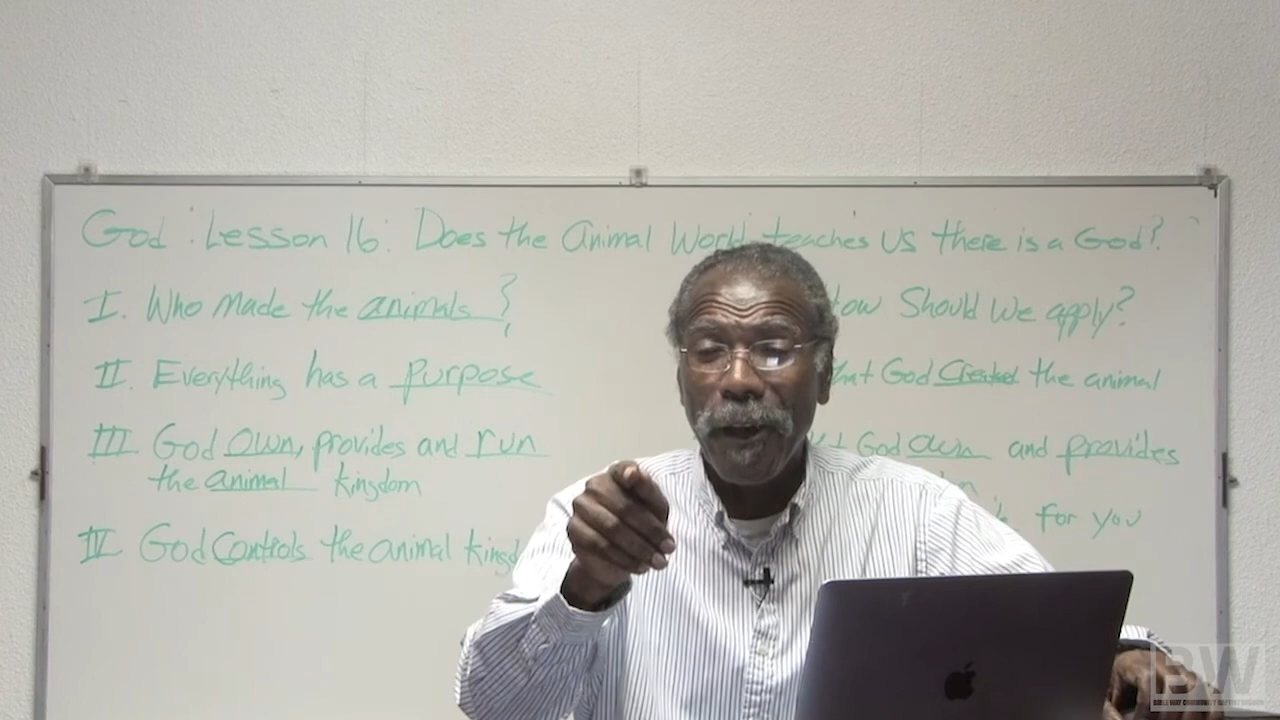 God : Lesson 16: Does the Animal World teaches us there is a God?
I. Who Made the animals?
II. Everything has a purpose
III God own, provides and run
the animal kingdom
IV God Controls the animal
How Should We apply?
that God Created the animal
God own and provides
for you
BW